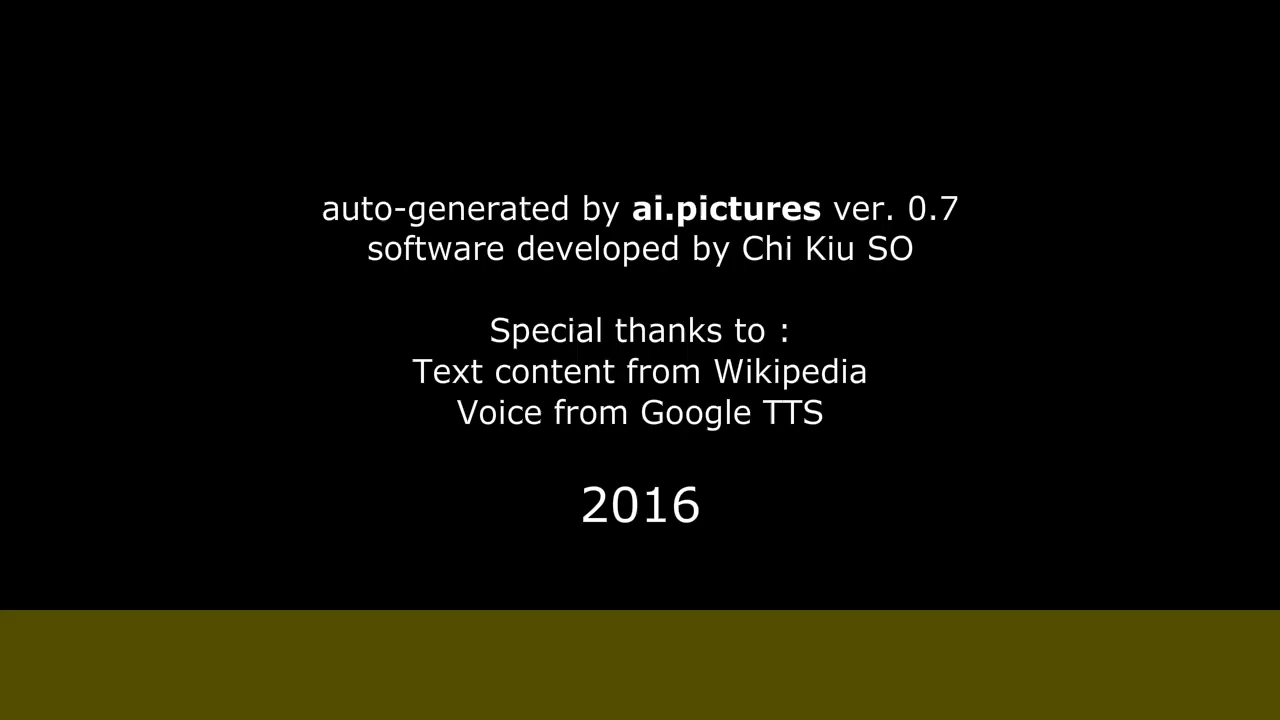 auto-generated by ai.pictures ver. 0.7
software developed by Chi Kiu SO
Special thanks to :
Text content from Wikipedia
Voice from Google TTS
2016